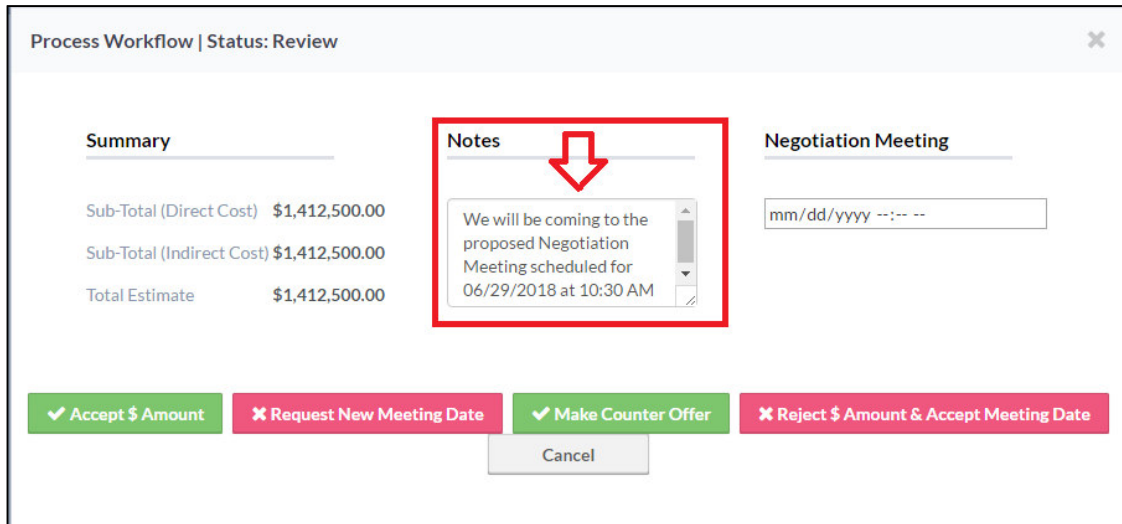 Process Workflow | Status: Review
Summary
Sub-Total (Direct Cost) $1,412,500.00
Sub-Total (Indirect Cost) $1,412,500.00
Total Estimate $1,412,500.00
Notes
We will be coming to the
proposed Negotiation
Meeting scheduled for
06/29/2018 at 10:30 AM
Negotiation Meeting
mm/dd/yyyy --:-- --
Accept $ Amount
Request New Meeting Date
Make Counter Offer
Reject $ Amount & Accept Meeting Date
Cancel